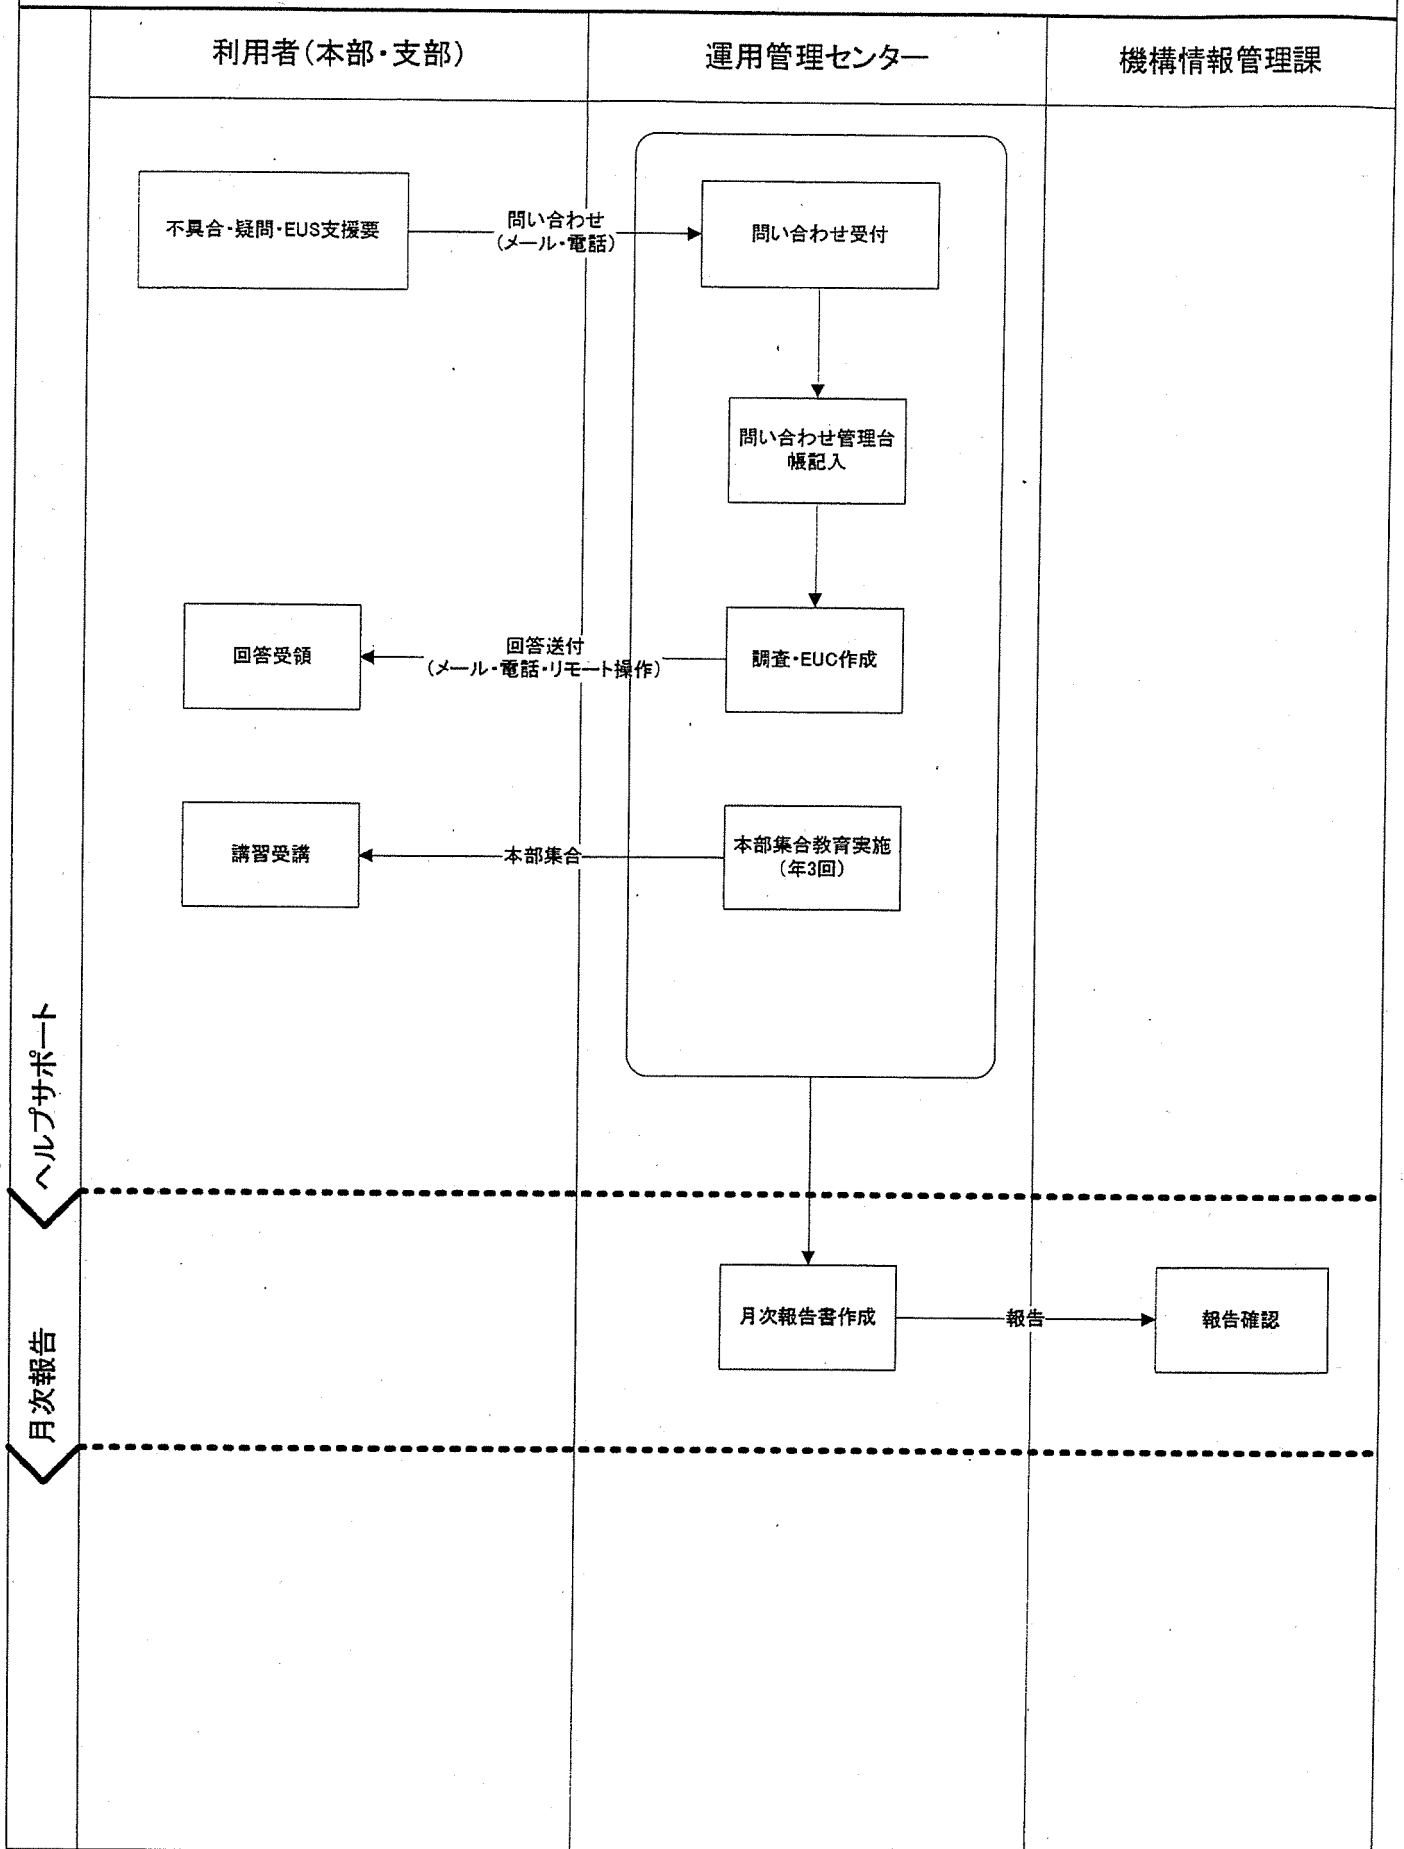 利用者(本部・支部)
運用管理センター
機構情報管理課
不具合・疑問・EUS支援要
問い合わせ
(メール・電話)
問い合わせ受付
問い合わせ管理台
帳記入
回答受領
回答送付
(メール・電話・リモート操作)
調査・EUC作成
講習受講
本部集合
本部集合教育実施
(年3回)
ヘルプサポート
月次報告書作成
報告
報告確認
月次報告